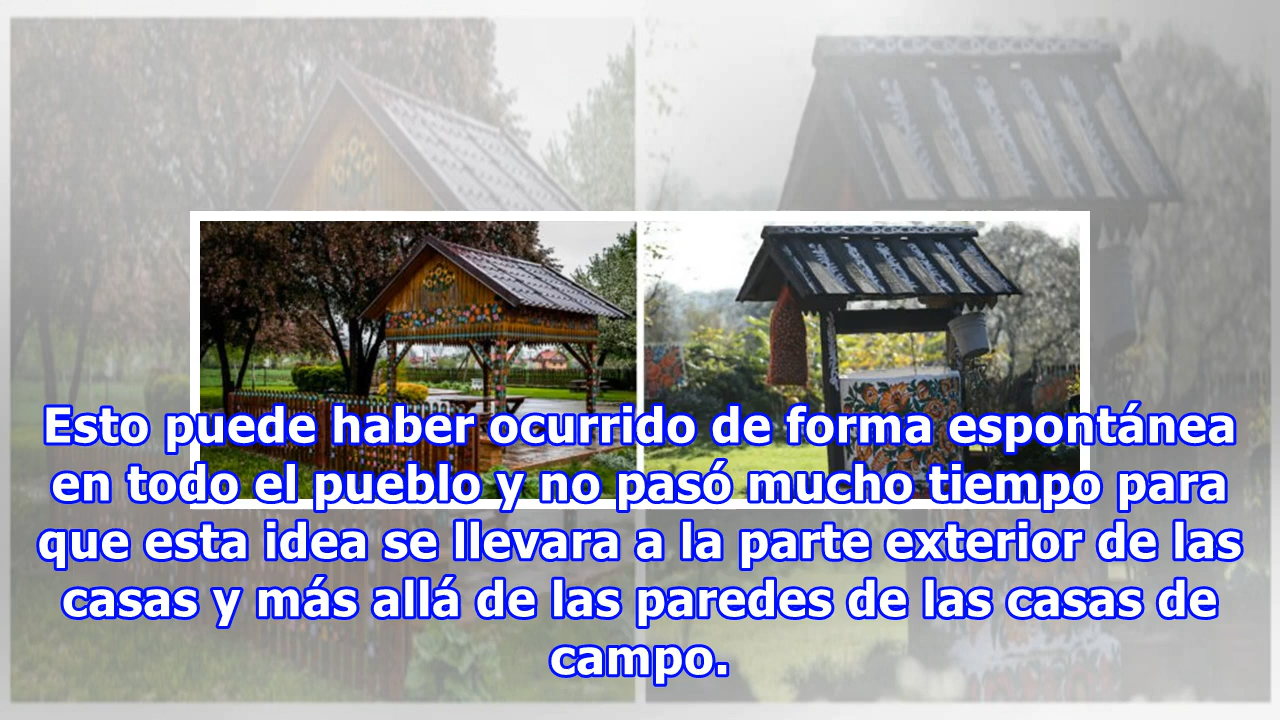 Esto puede haber ocurrido de forma espontánea
en todo el pueblo y no pasó mucho tiempo para
que esta idea se llevara a la parte exterior de las
casas y más allá de las paredes de las casas de
campo.